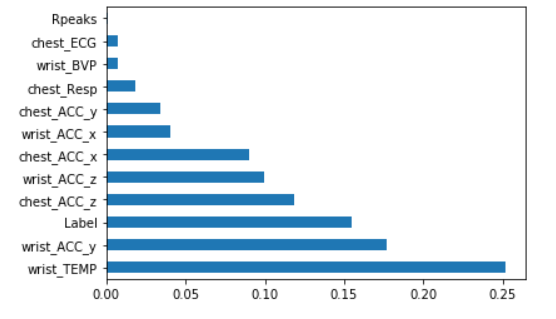 Rpeaks
chest_ECG
wrist_BVP
chest_Resp
chest_ACC_y
wrist_ACC_x
chest_ACC_x
wrist_ACC_z
chest_ACC_z
Label
wrist_ACC_y
wrist_TEMP
0.00 0.05 0.10 0.15 0.20 0.25